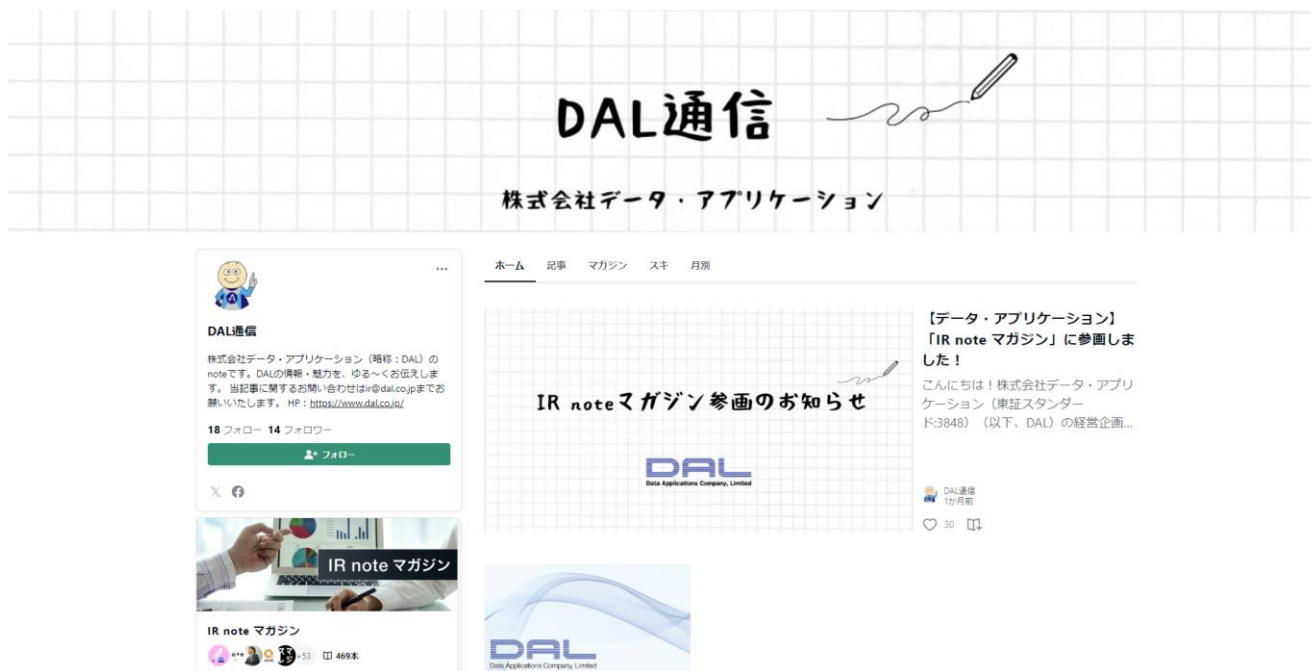 DAL通信
株式会社データ・アプリケーション
DAL通信
株式会社データ・アプリケーション（略称：DAL）の
noteです。DALの情報・魅力を、ゆる～くお伝えしま
す。 当記事に関するお問い合わせはir@dal.co.jpまでお
願いいたします。 HP：https://www.dal.co.jp/
18 フォロー 14 フォロワー
フォロー
IR note マガジン
IR note マガジン
+53 469本
ホーム 記事 マガジン スキ 月別
IR noteマガジン参画のお知らせ
DAL
Data Applications Company, Limited
【データ・アプリケーション】
「IR note マガジン」に参画しま
した！
こんにちは！株式会社データ・アプリ
ケーション（東証スタンダー
ド:3848）（以下、DAL）の経営企画...
DAL通信
1か月前
30
DAL
Data Applications Company, Limited